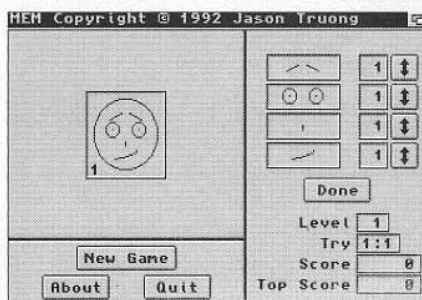 MEM Copyright © 1992 Jason Truong
1
1
1
1
1
Done
Level 1
Try 1:1
Score 0
Top Score 0
New Game
About Quit